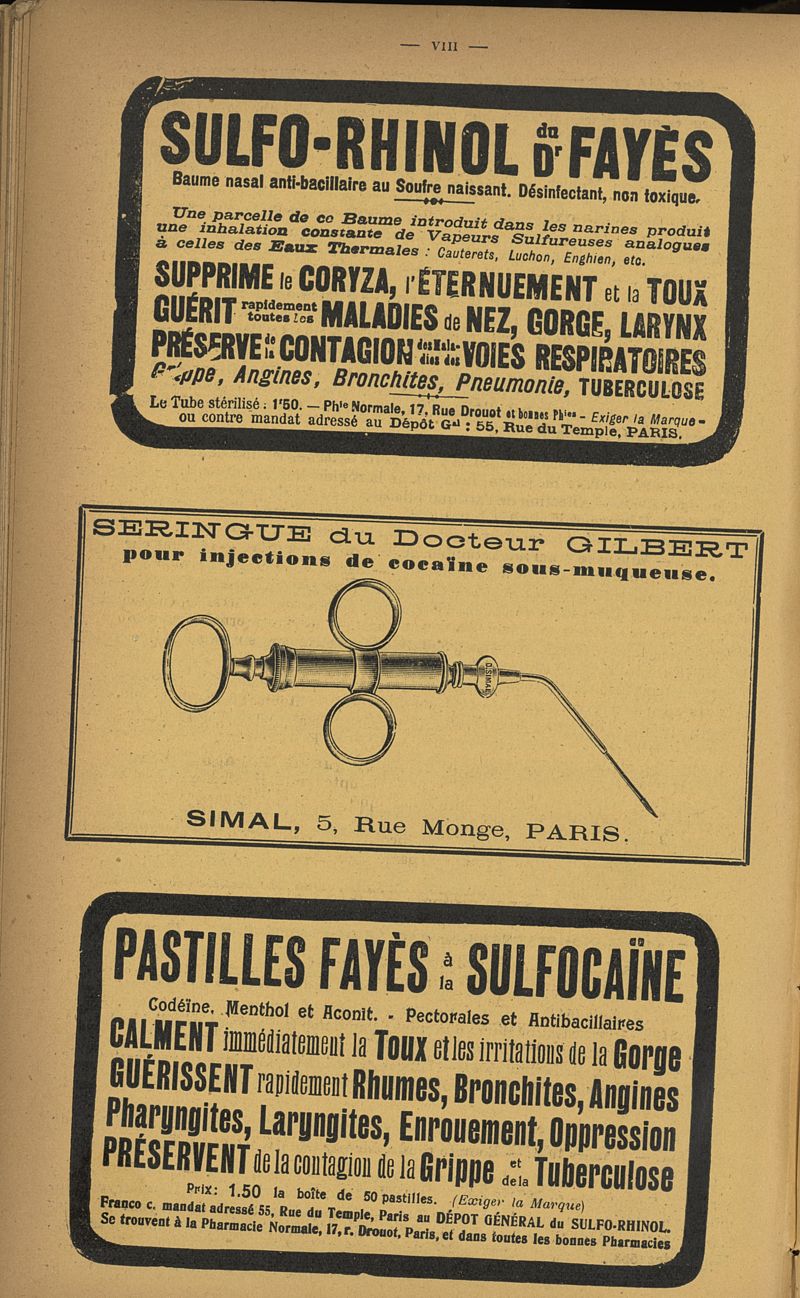 — VIII —
SULFO-RHINOL du Dr FAYÈS
Baume nasal anti-bacillaire au Soufre naissant. Désinfectant, non toxique.
Une parcelle de ce Baume introduit dans les narines produit
une inhalation constante de Vapeurs Sulfureuses analogues
à celles des Eaux Thermales : Cauterets, Luchon, Enghien, etc.
SUPPRIME le CORYZA, l'ÉTERNUEMENT et la TOUX
GUÉRIT rapidement toutes les MALADIES de NEZ, GORGE, LARYNX
PRÉSERVE de la CONTAGION des Maladies des VOIES RESPIRATOIRES
Grippe, Angines, Bronchites, Pneumonie, TUBERCULOSE
Le Tube stérilisé : 1'50. — Phie Normale, 17, Rue Drouot et bonnes Phies - Exiger la Marque -
ou contre mandat adressé au Dépôt Gal : 55, Rue du Temple, PARIS.
SERINGUE du Docteur GILBERT
pour injections de cocaïne sous-muqueuse.
D. SIMAL
SIMAL, 5, Rue Monge, PARIS.
PASTILLES FAYÈS à la SULFOCAÏNE
Codéïne, Menthol et Aconit. - Pectorales et Antibacillaires
CALMENT immédiatement la Toux et les irritations de la Gorge
GUÉRISSENT rapidement Rhumes, Bronchites, Angines
Pharyngites, Laryngites, Enrouement, Oppression
PRÉSERVENT de la contagion de la Grippe et de la Tuberculose
Prix: 1.50 la boîte de 50 pastilles. (Exiger la Marque)
Franco c. mandat adressé 55, Rue du Temple, Paris au DÉPOT GÉNÉRAL du SULFO-RHINOL.
Se trouvent à la Pharmacie Normale, 17, r. Drouot, Paris, et dans toutes les bonnes Pharmacies